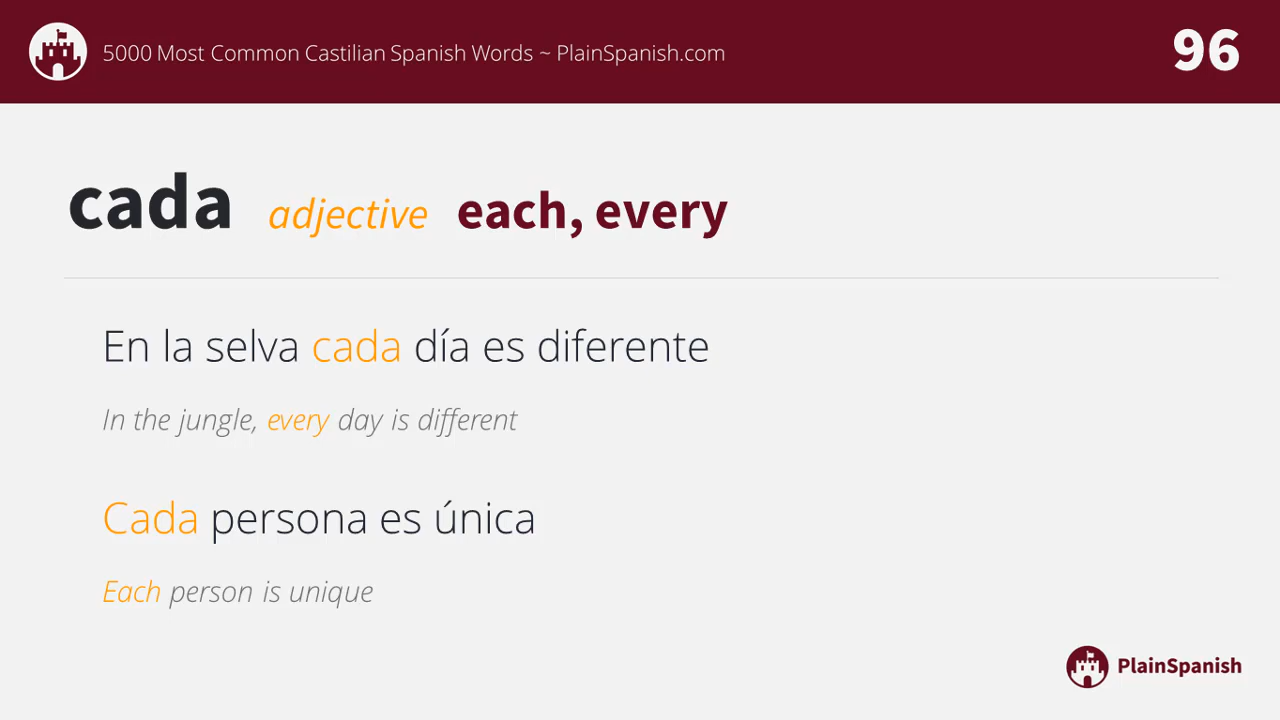 5000 Most Common Castilian Spanish Words ~ PlainSpanish.com
96
cada adjective each, every
En la selva cada día es diferente
In the jungle, every day is different
Cada persona es única
Each person is unique
PlainSpanish